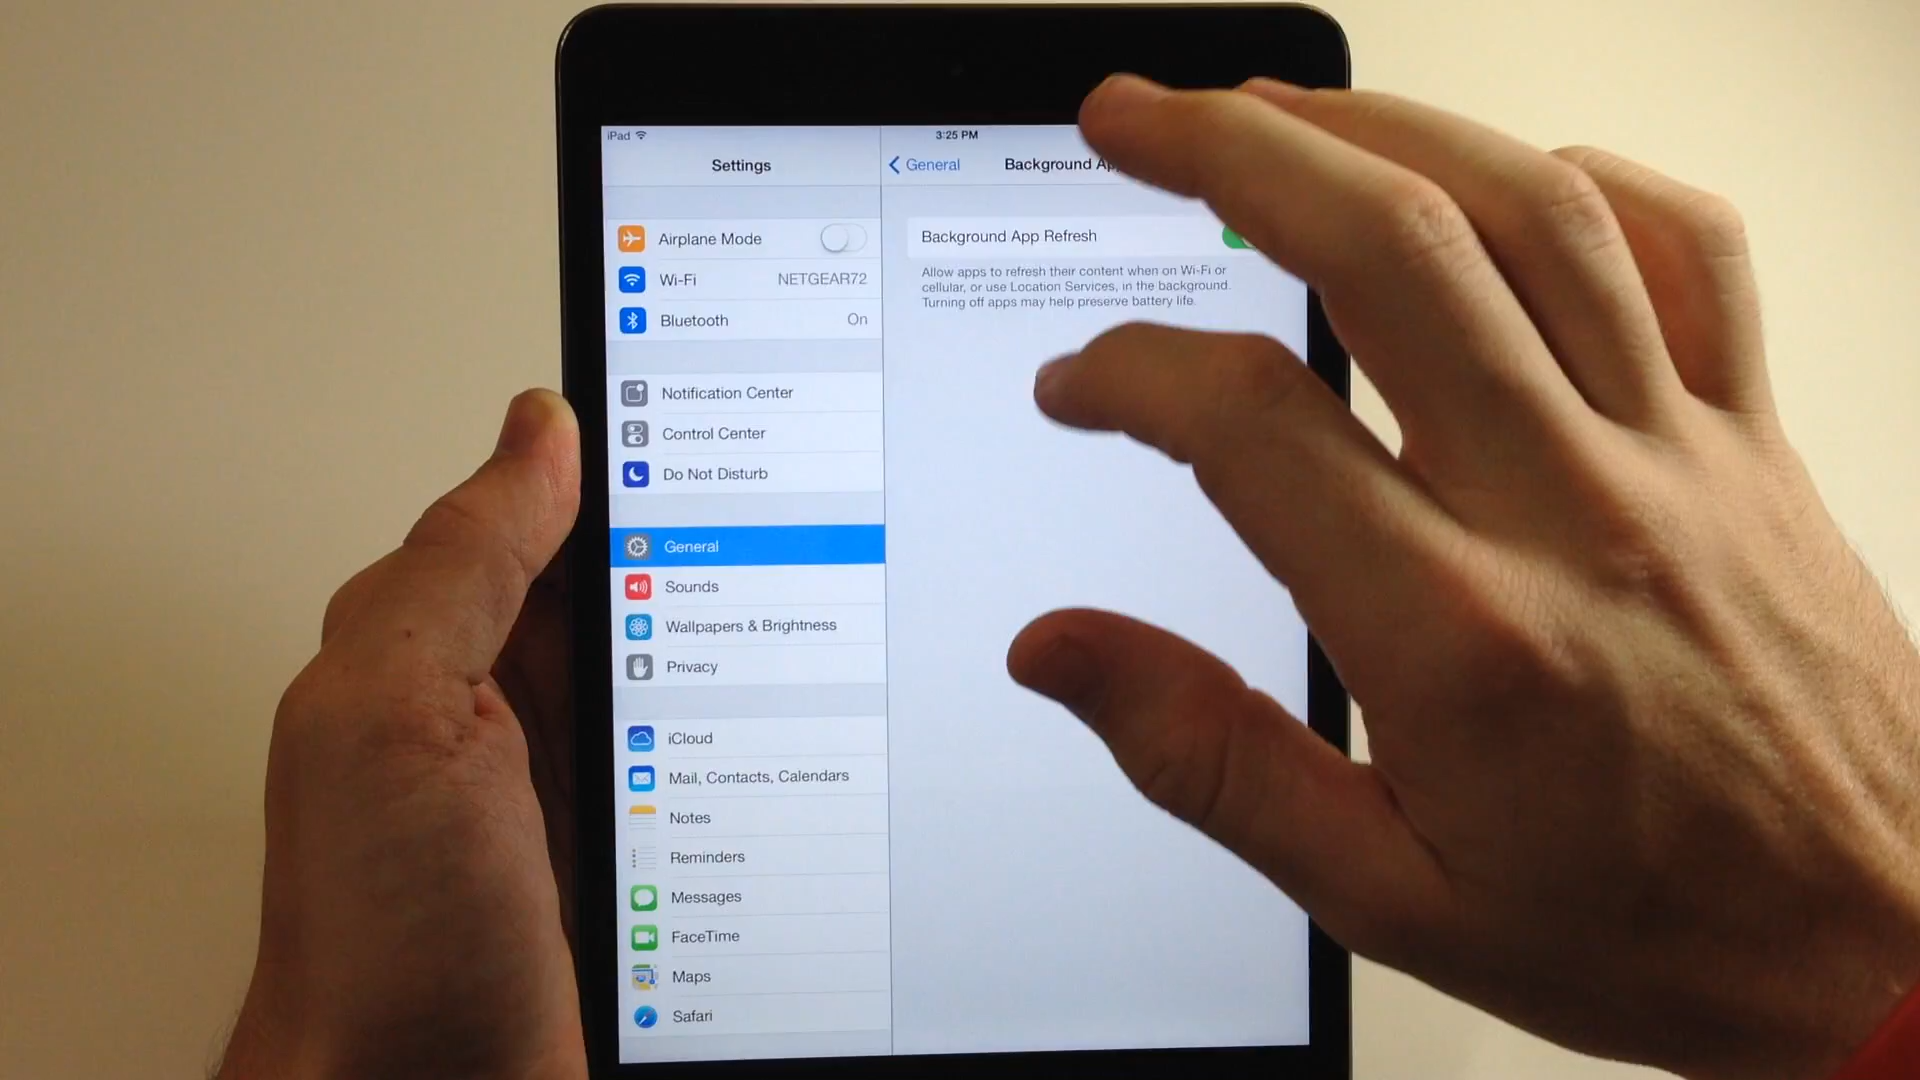 iPad
3:25 PM
Settings
General
Background
Airplane Mode
Wi-Fi NETGEAR72
Bluetooth On
Notification Center
Control Center
Do Not Disturb
General
Sounds
Wallpapers & Brightness
Privacy
iCloud
Mail, Contacts, Calendars
Notes
Reminders
Messages
FaceTime
Maps
Safari
Background App Refresh
Allow apps to refresh their content when on Wi-Fi or
cellular, or use Location Services, in the background.
Turning off apps may help preserve battery life.